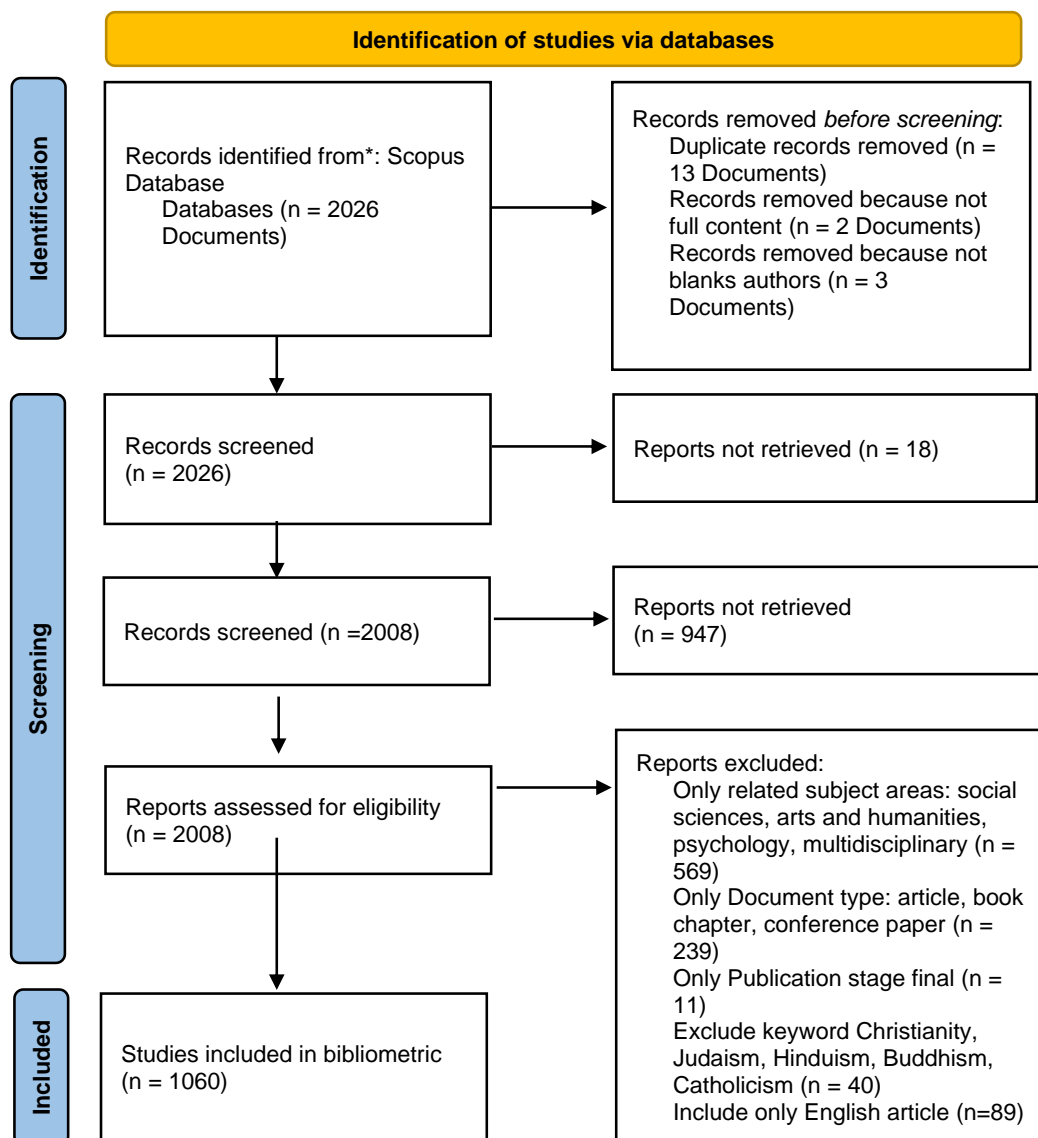 Identification of studies via databases
Identification
Records identified from*: Scopus
Database
Databases (n = 2026
Documents)
Records removed before screening:
Duplicate records removed (n =
13 Documents)
Records removed because not
full content (n = 2 Documents)
Records removed because not
blanks authors (n = 3
Documents)
Screening
Records screened
(n = 2026)
Reports not retrieved (n = 18)
Records screened (n =2008)
Reports not retrieved
(n = 947)
Reports assessed for eligibility
(n = 2008)
Reports excluded:
Only related subject areas: social
sciences, arts and humanities,
psychology, multidisciplinary (n =
569)
Only Document type: article, book
chapter, conference paper (n =
239)
Only Publication stage final (n =
11)
Exclude keyword Christianity,
Judaism, Hinduism, Buddhism,
Catholicism (n = 40)
Include only English article (n=89)
Included
Studies included in bibliometric
(n = 1060)